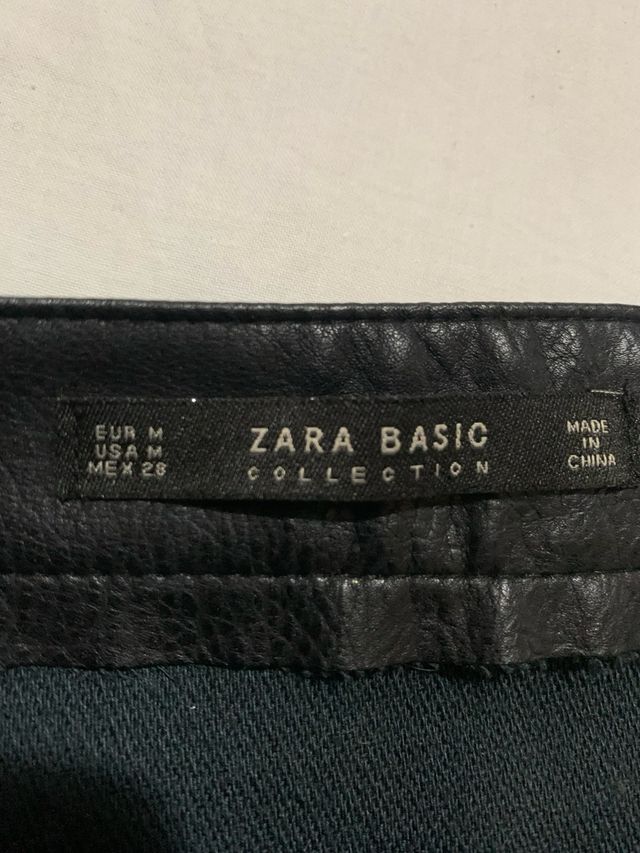 EUR M
USA M
MEX 28
ZARA BASIC
COLLECTION
MADE
IN
CHINA